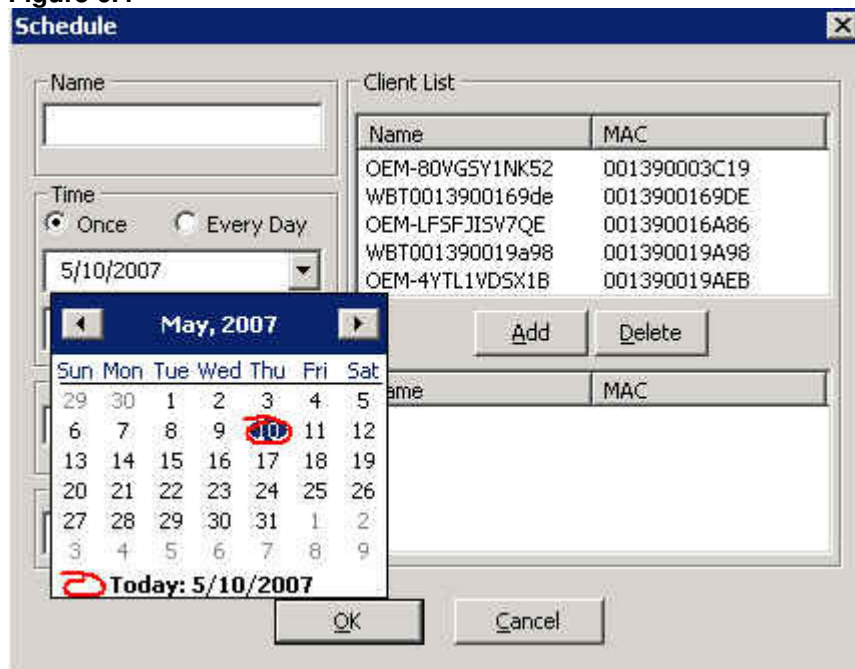 Schedule
Name
Client List
Name MAC
OEM-80VG5Y1NK52 001390003C19
WBT0013900169de 0013900169DE
OEM-LFSFJISV7QE 001390016A86
WBT001390019a98 001390019A98
OEM-4YTL1VDSX1B 001390019AEB
Time
Once Every Day
5/10/2007
May, 2007
Sun Mon Tue Wed Thu Fri Sat
29 30 1 2 3 4 5
6 7 8 9 10 11 12
13 14 15 16 17 18 19
20 21 22 23 24 25 26
27 28 29 30 31 1 2
3 4 5 6 7 8 9
Today: 5/10/2007
Add Delete
ame MAC
OK Cancel